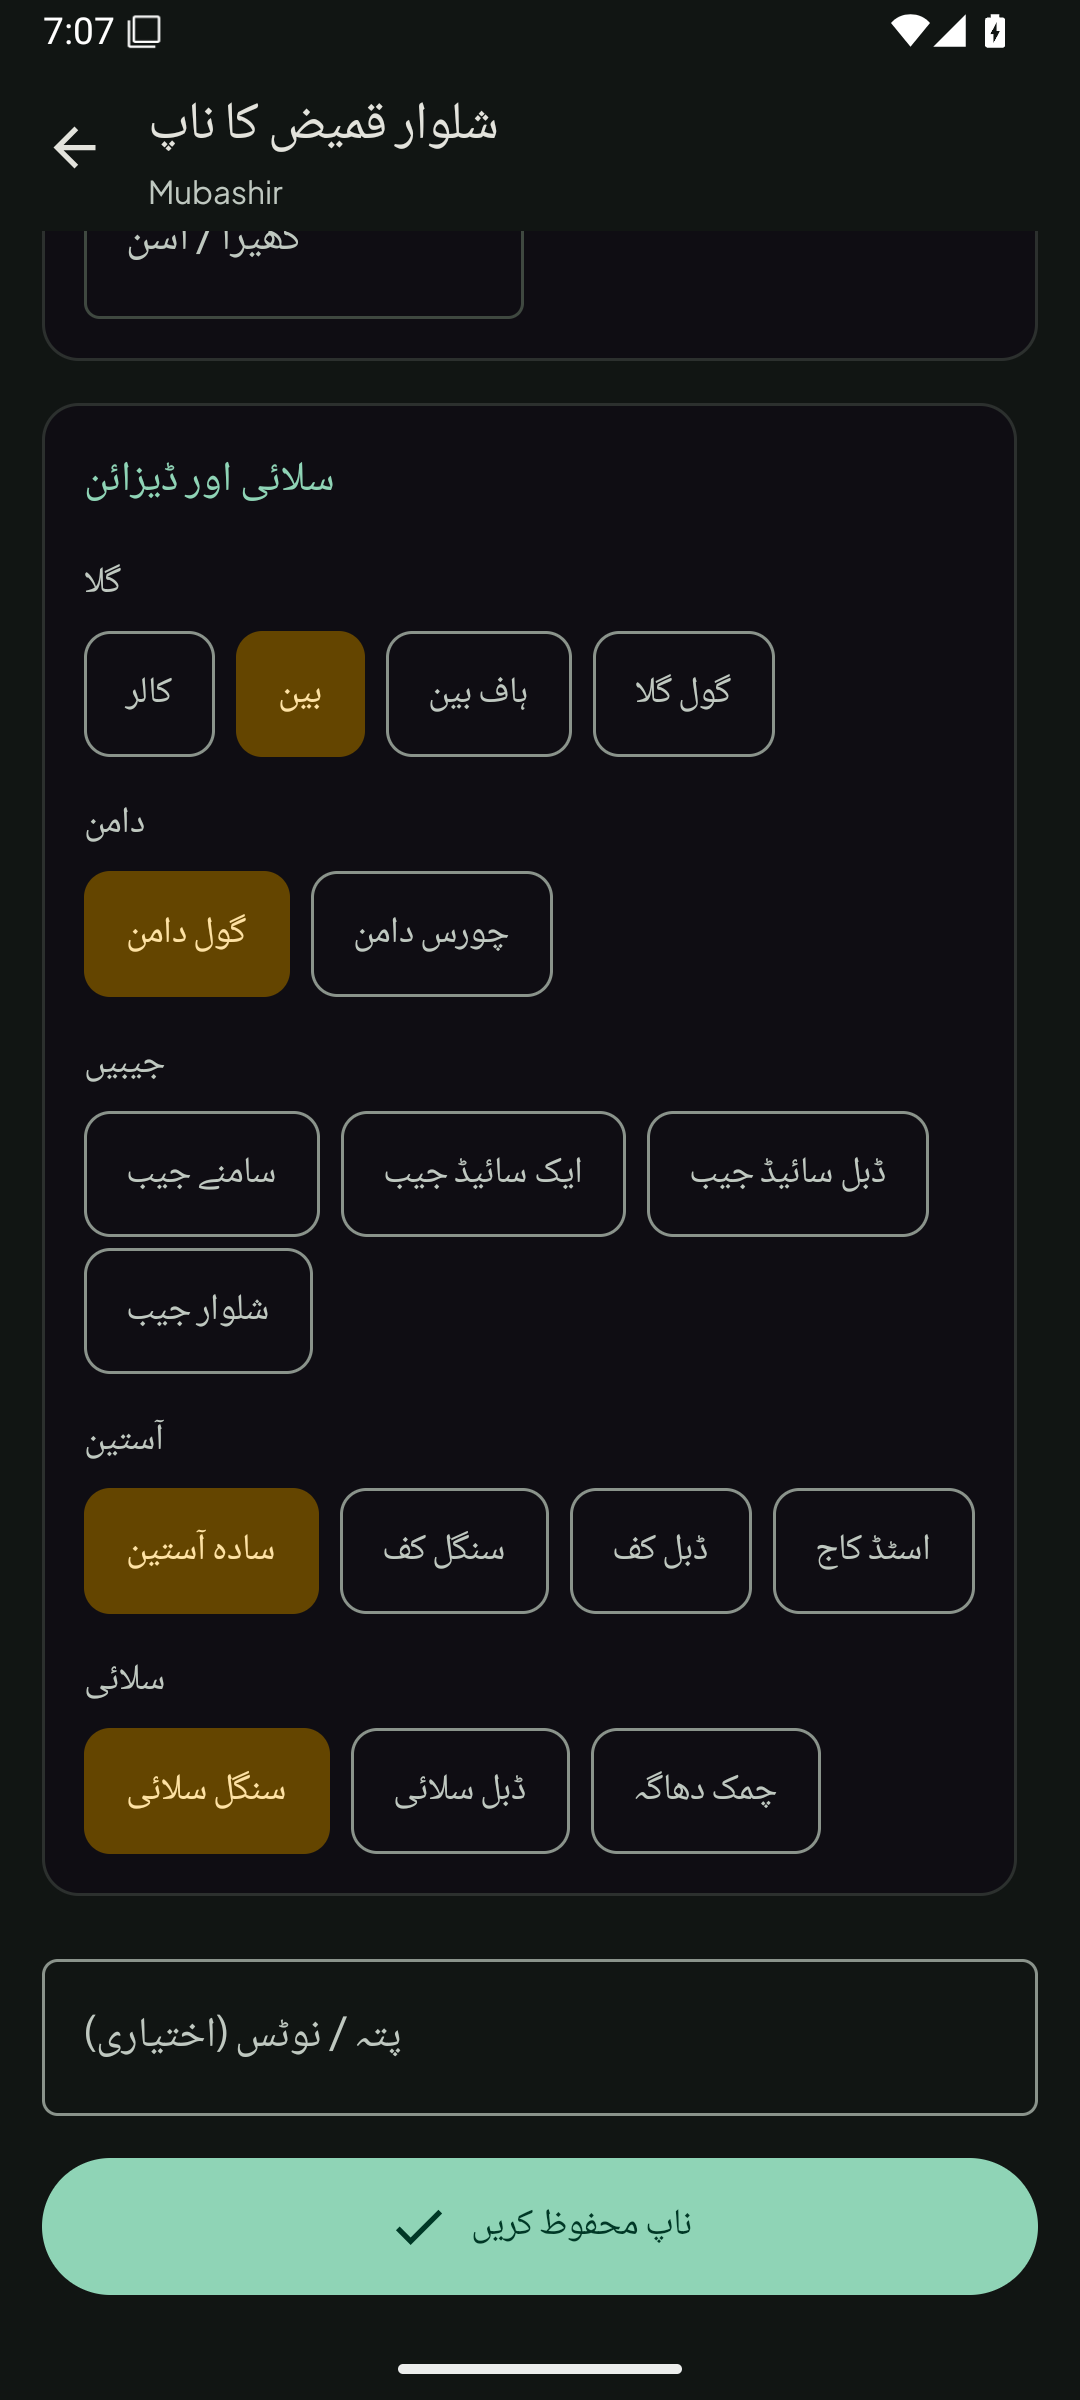 7:07
شلوار قمیض کا ناپ
Mubashir
کھیرا / آسن
سلائی اور ڈیزائن
گلا
کالر
بین
ہاف بین
گول گلا
دامن
گول دامن
چورس دامن
جیبیں
سامنے جیب
ایک سائیڈ جیب
ڈبل سائیڈ جیب
شلوار جیب
آستین
سادہ آستین
سنگل کف
ڈبل کف
اسٹڈ کاج
سلائی
سنگل سلائی
ڈبل سلائی
چمک دھاگہ
پتہ / نوٹس (اختیاری)
ناپ محفوظ کریں